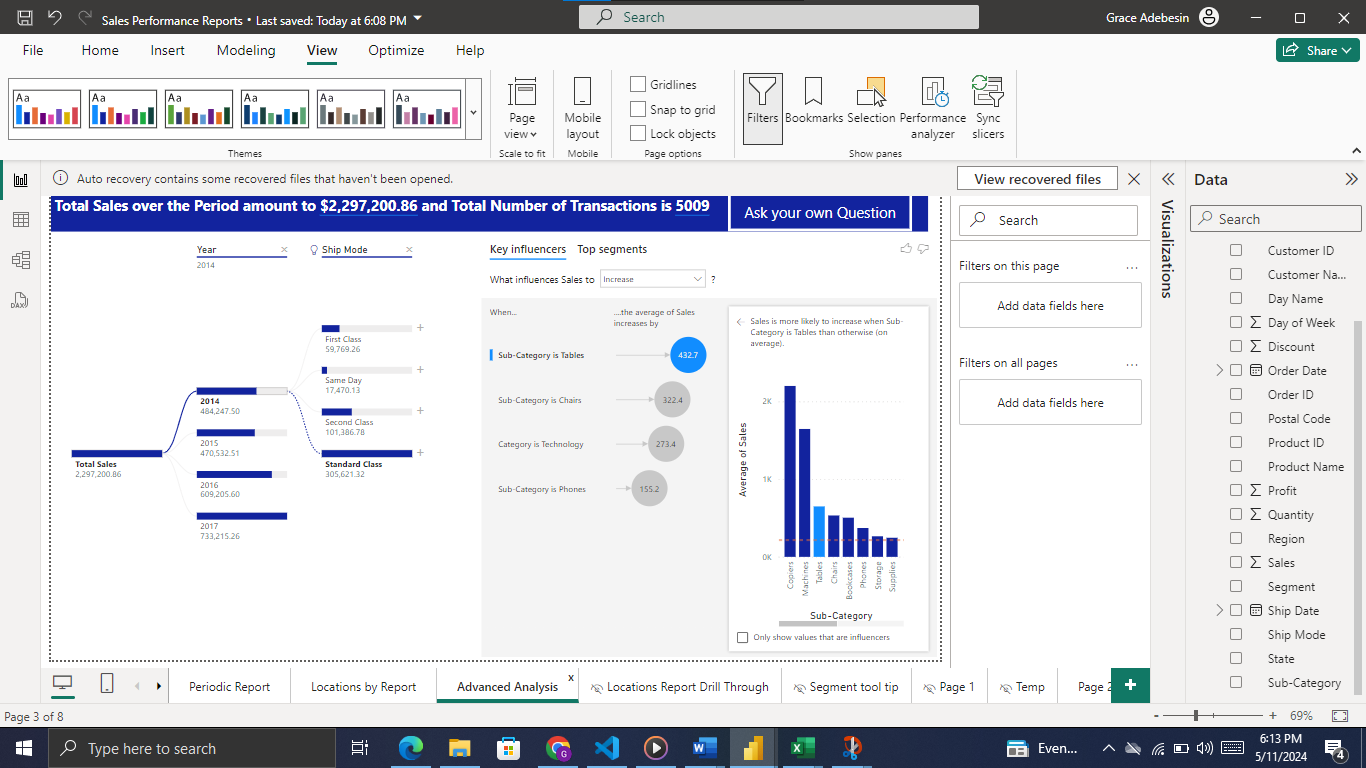 Sales Performance Reports • Last saved: Today at 6:08 PM
Search
Grace Adebesin
File Home Insert Modeling View Optimize Help
Share
Aa Aa Aa Aa Aa Aa
Themes
Page view
Scale to fit
Mobile layout
Mobile
Gridlines
Snap to grid
Lock objects
Page options
Filters
Bookmarks
Selection
Performance analyzer
Sync slicers
Show panes
Auto recovery contains some recovered files that haven't been opened.
View recovered files
Total Sales over the Period amount to $2,297,200.86 and Total Number of Transactions is 5009
Ask your own Question
Year
2014
Ship Mode
Total Sales
2,297,200.86
2014
484,247.50
2015
470,532.51
2016
609,205.60
2017
733,215.26
First Class
59,769.26
Same Day
17,470.13
Second Class
101,386.78
Standard Class
305,621.32
Key influencers Top segments
What influences Sales to Increase ?
When...
....the average of Sales
increases by
Sub-Category is Tables 432.7
Sub-Category is Chairs 322.4
Category is Technology 273.4
Sub-Category is Phones 155.2
Sales is more likely to increase when Sub-
Category is Tables than otherwise (on
average).
Average of Sales
2K
1K
0K
Copiers
Machines
Tables
Chairs
Bookcases
Phones
Storage
Supplies
Sub-Category
Only show values that are influencers
Search
Filters on this page ...
Add data fields here
Filters on all pages ...
Add data fields here
Visualizations
Data
Search
Customer ID
Customer Na...
Day Name
Day of Week
Discount
Order Date
Order ID
Postal Code
Product ID
Product Name
Profit
Quantity
Region
Sales
Segment
Ship Date
Ship Mode
State
Sub-Category
DAX
Periodic Report
Locations by Report
Advanced Analysis x
Locations Report Drill Through
Segment tool tip
Page 1
Temp
Page 2
+
Page 3 of 8
- + 69%
Type here to search
Even...
6:13 PM
5/11/2024
4